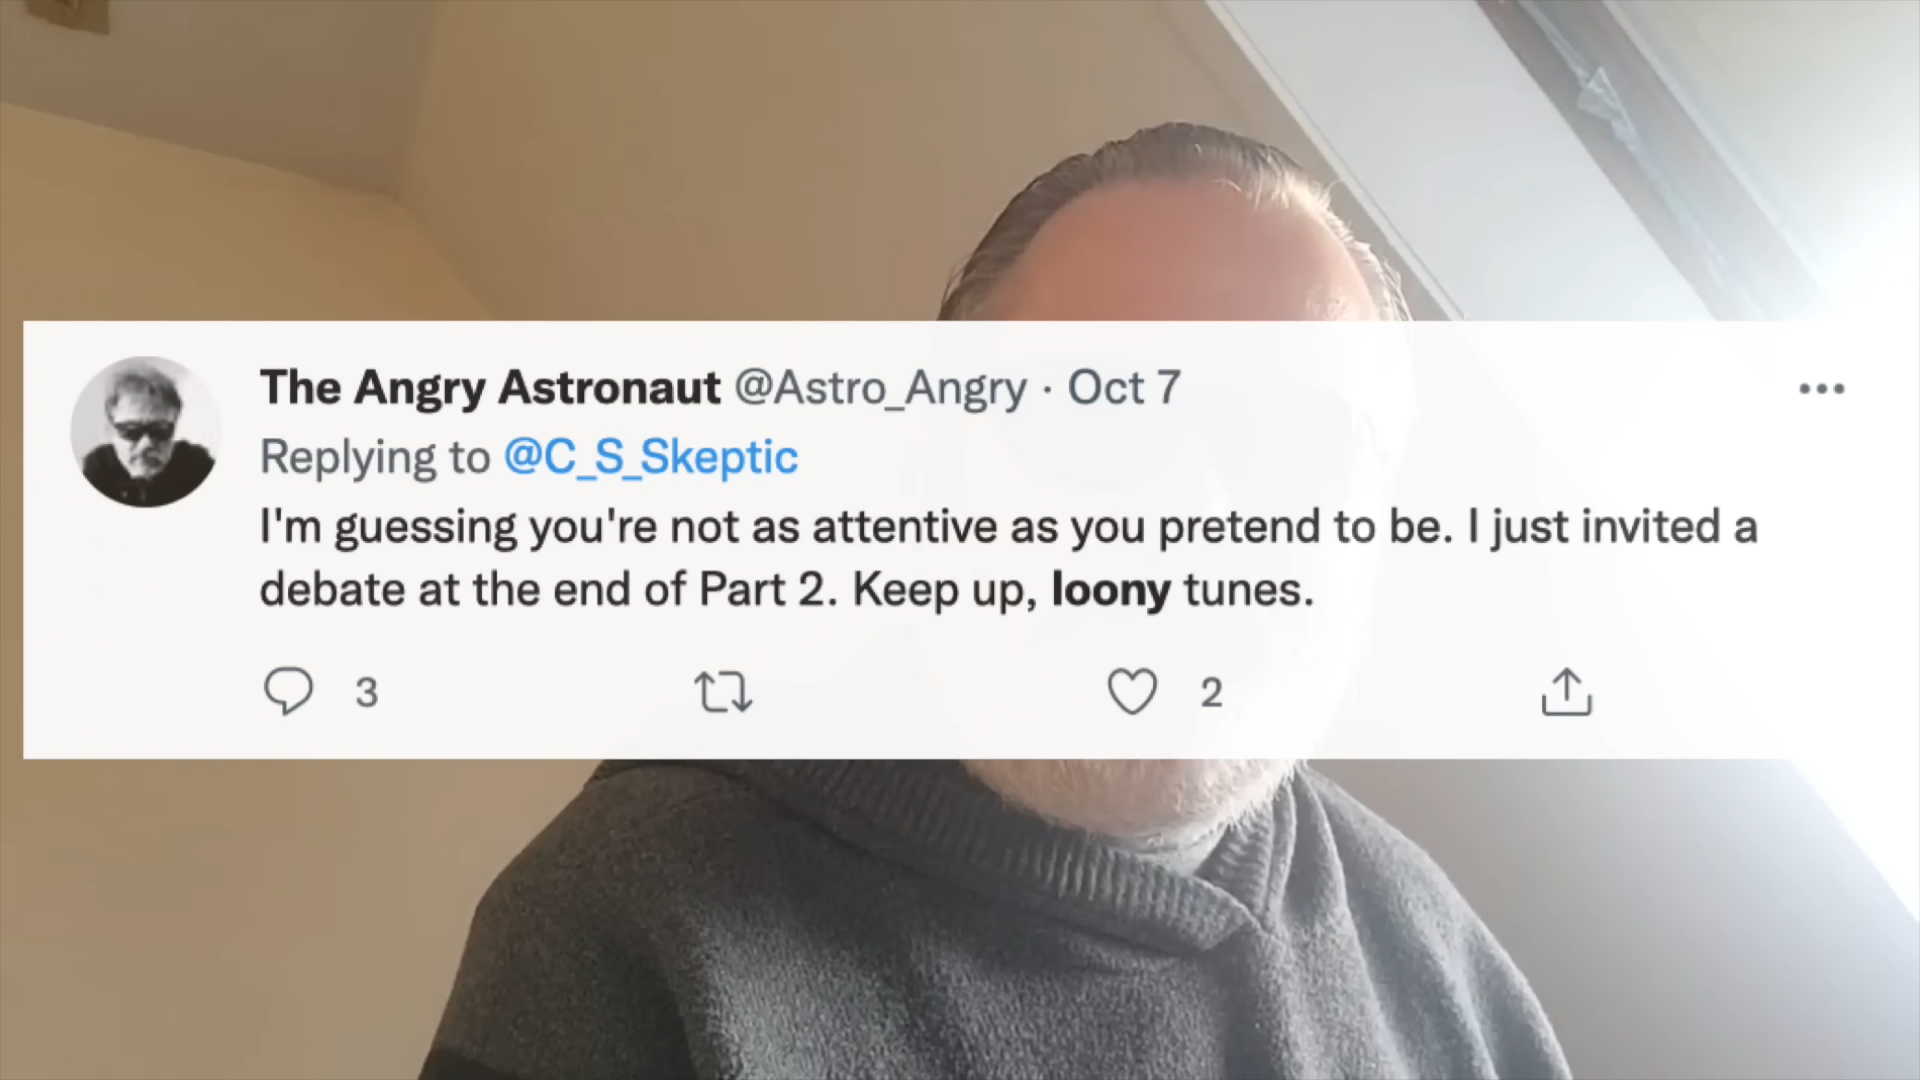 The Angry Astronaut @Astro_Angry · Oct 7
Replying to @C_S_Skeptic
I'm guessing you're not as attentive as you pretend to be. I just invited a
debate at the end of Part 2. Keep up, loony tunes.
3 2